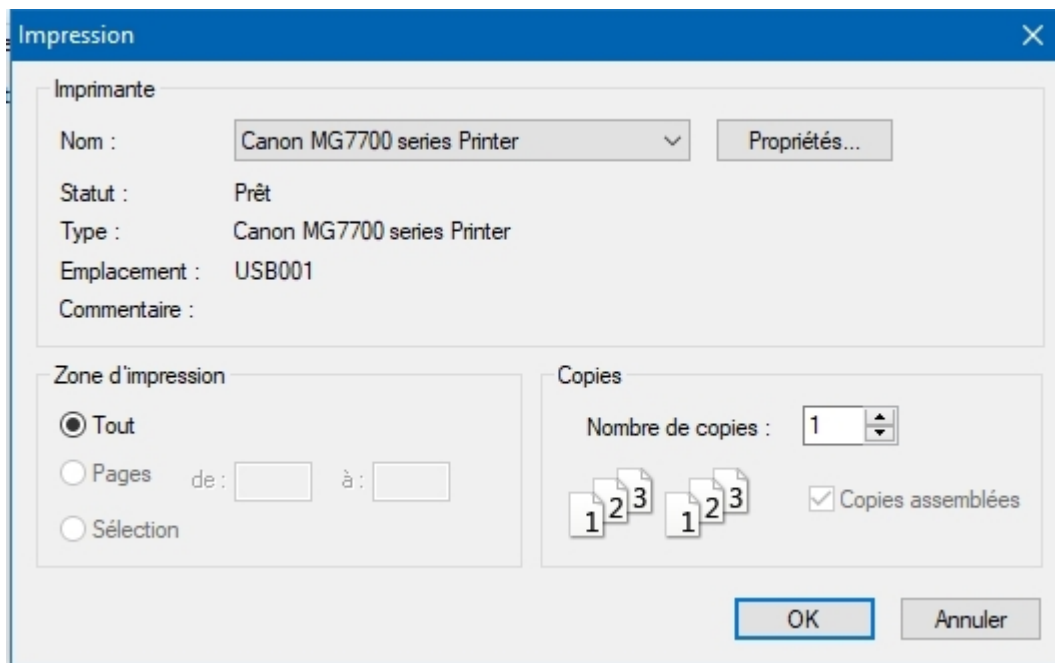 Impression
Imprimante
Nom : Canon MG7700 series Printer Propriétés...
Statut : Prêt
Type : Canon MG7700 series Printer
Emplacement : USB001
Commentaire :
Zone d'impression
Tout
Pages de : à :
Sélection
Copies
Nombre de copies : 1
1 2 3 1 2 3
Copies assemblées
OK Annuler